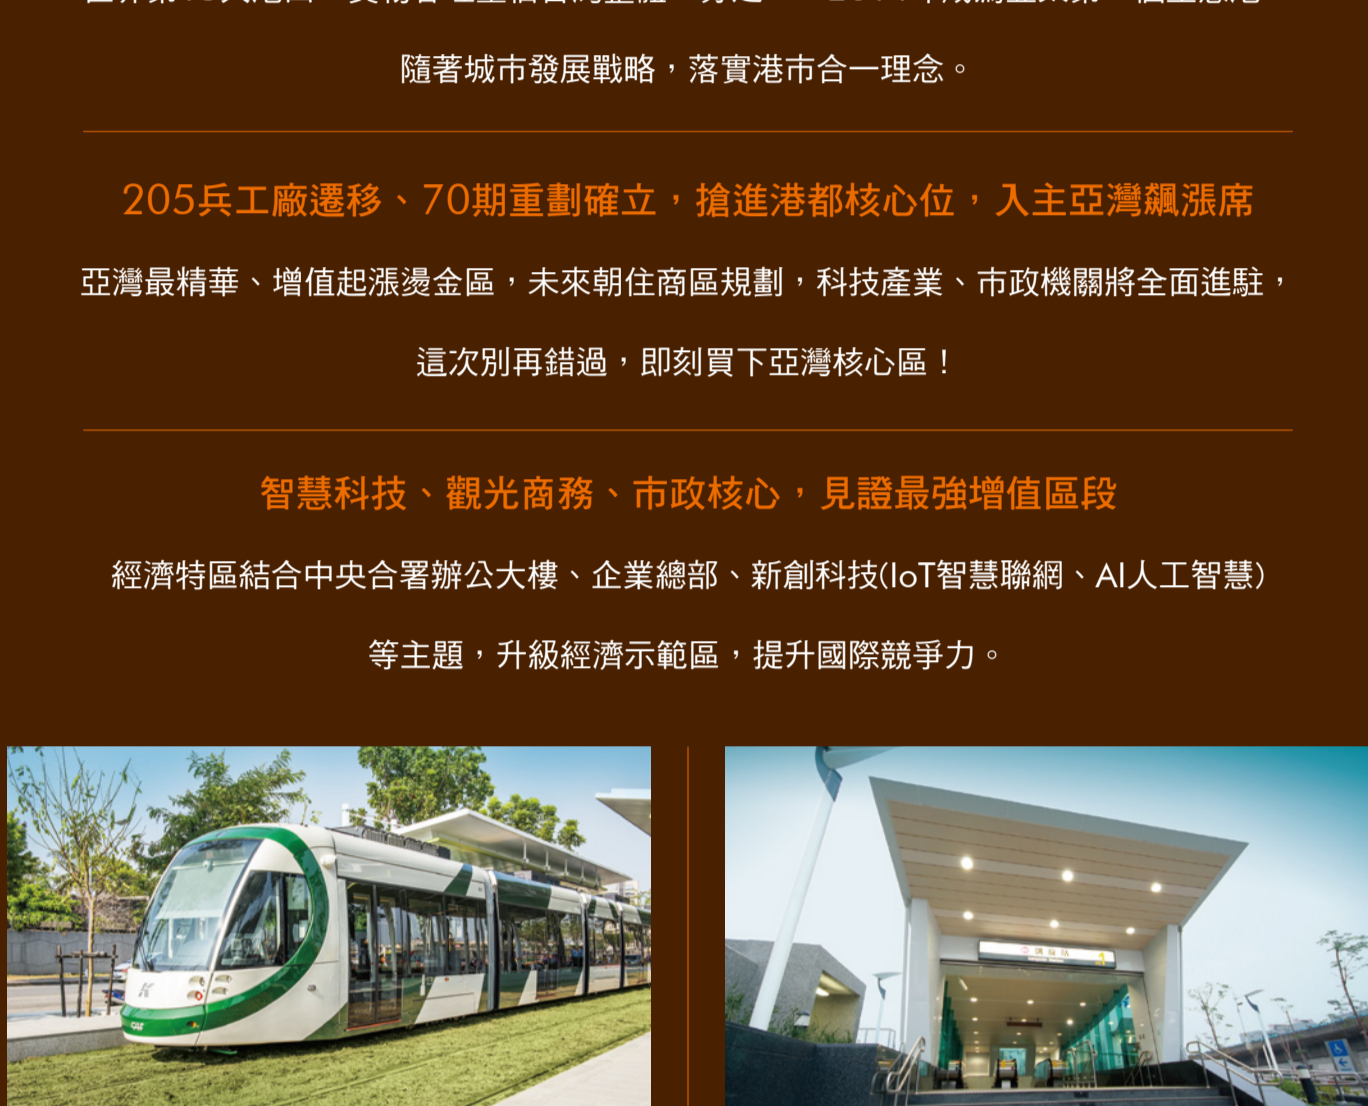 隨著城市發展戰略，落實港市合一理念。
205兵工廠遷移、70期重劃確立，搶進港都核心位，入主亞灣飆漲席
亞灣最精華、增值起漲燙金區，未來朝住商區規劃，科技產業、市政機關將全面進駐，
這次別再錯過，即刻買下亞灣核心區！
智慧科技、觀光商務、市政核心，見證最強增值區段
經濟特區結合中央合署辦公大樓、企業總部、新創科技(IoT智慧聯網、AI人工智慧)
等主題，升級經濟示範區，提升國際競爭力。
K
CAF
凱旋站
1